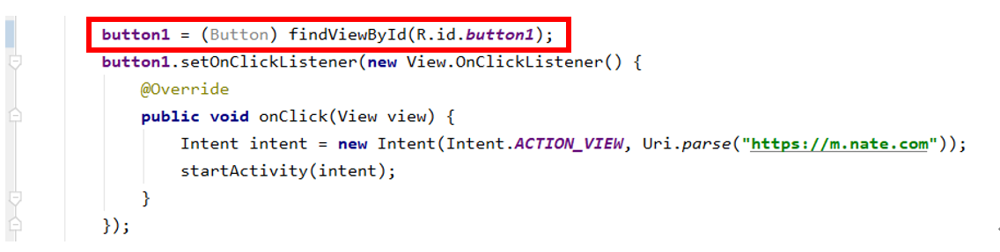 button1 = (Button) findViewById(R.id.button1);
button1.setOnClickListener(new View.OnClickListener() {
@Override
public void onClick(View view) {
Intent intent = new Intent(Intent.ACTION_VIEW, Uri.parse("https://m.nate.com"));
startActivity(intent);
}
});